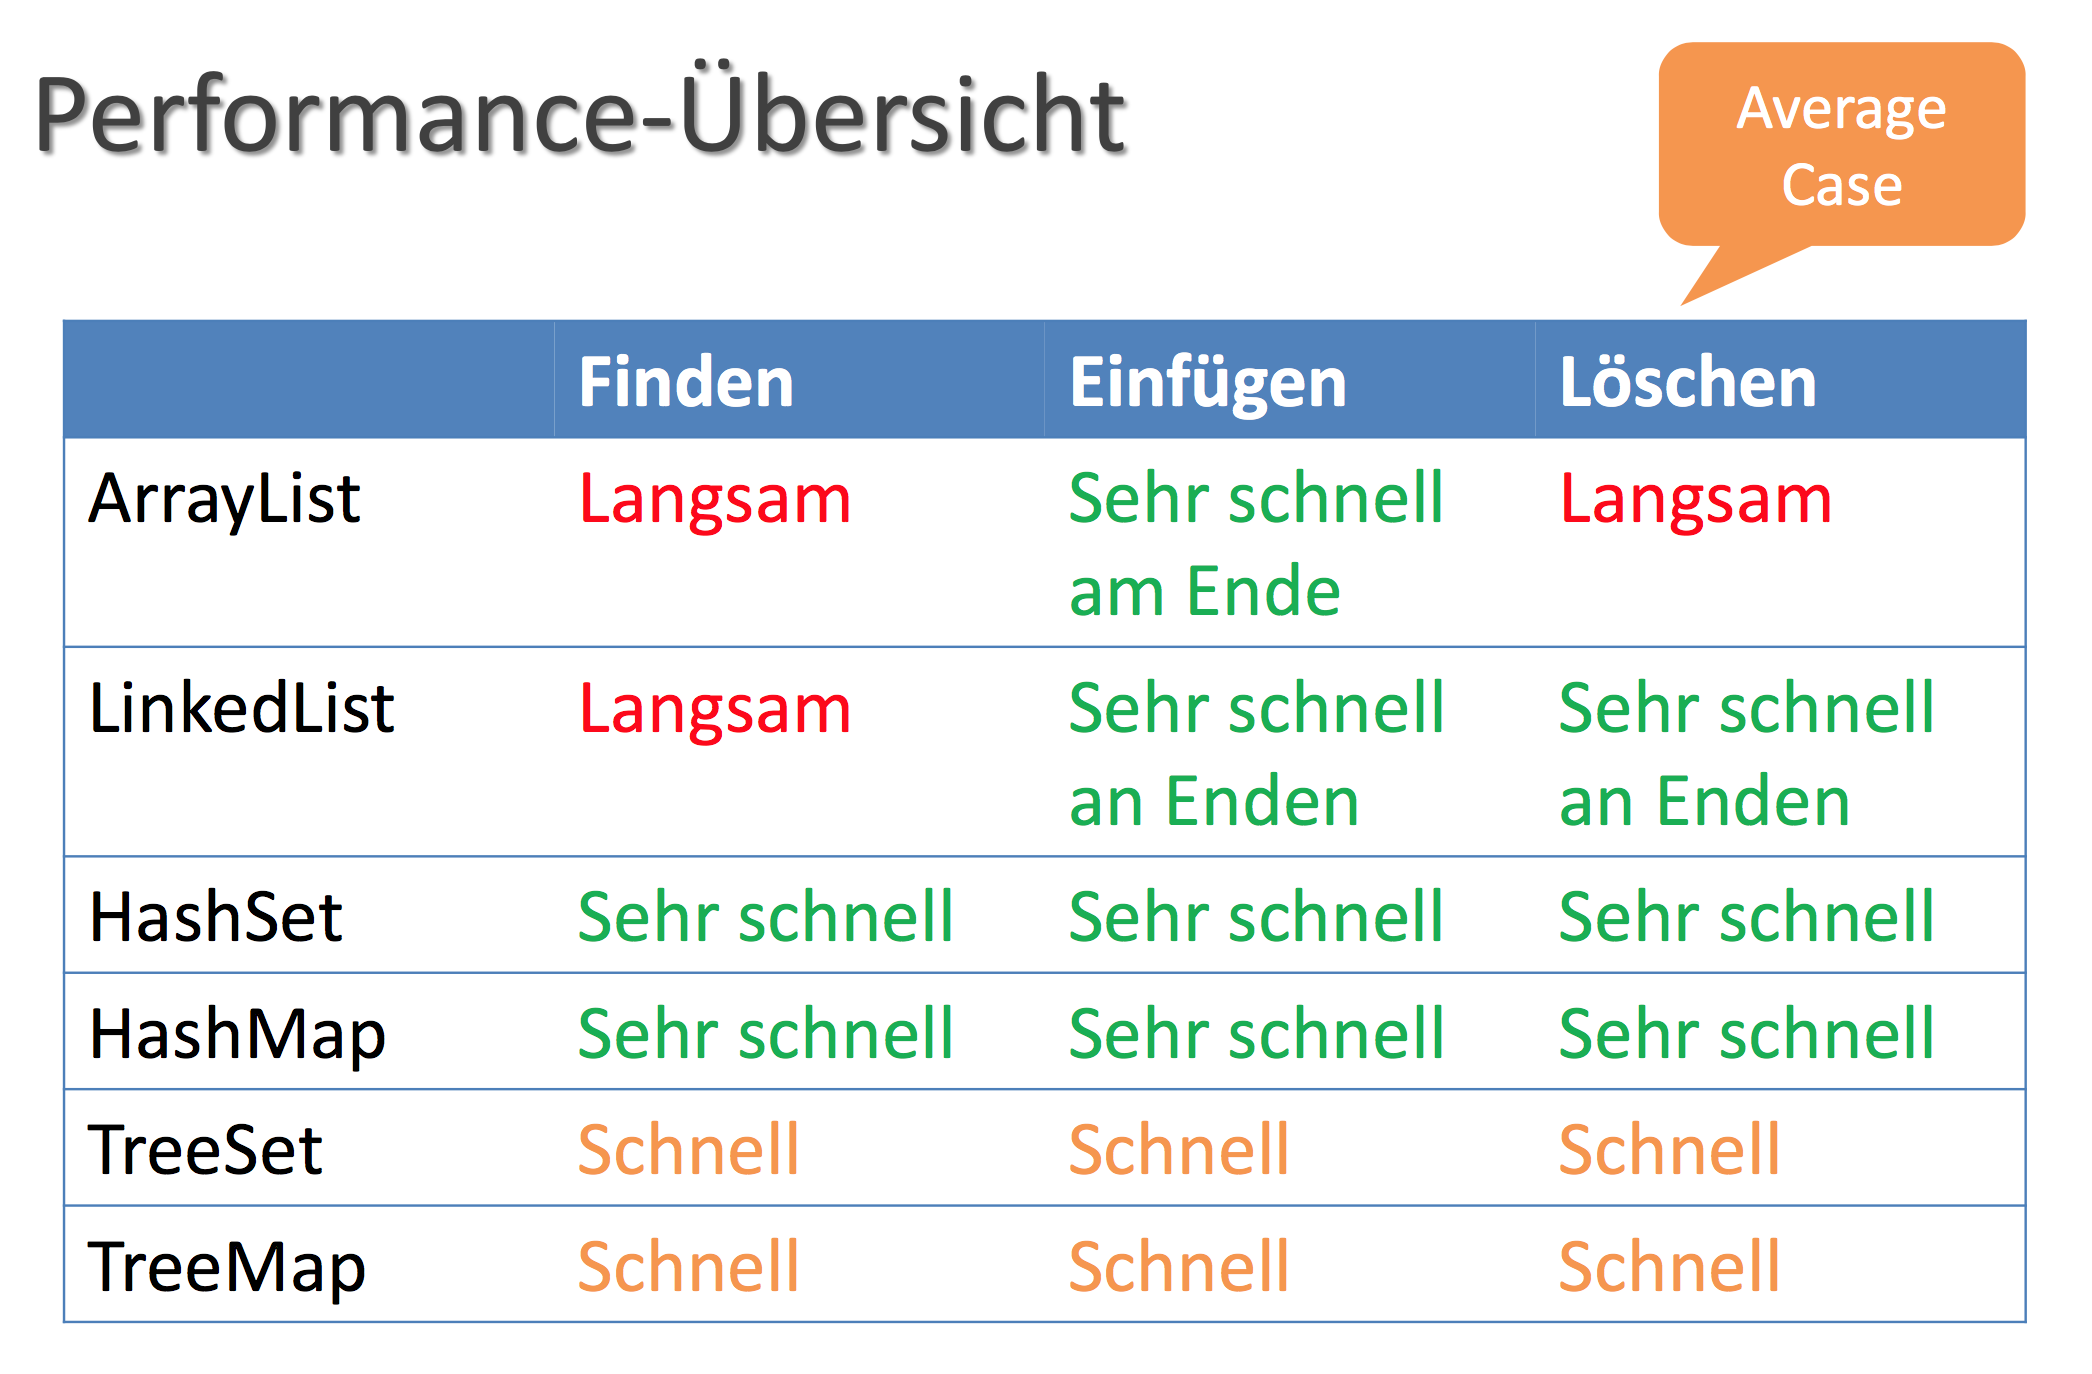 Performance-Übersicht
Average
Case
Finden Einfügen Löschen
ArrayList Langsam Sehr schnell Langsam
am Ende
LinkedList Langsam Sehr schnell Sehr schnell
an Enden an Enden
HashSet Sehr schnell Sehr schnell Sehr schnell
HashMap Sehr schnell Sehr schnell Sehr schnell
TreeSet Schnell Schnell Schnell
TreeMap Schnell Schnell Schnell